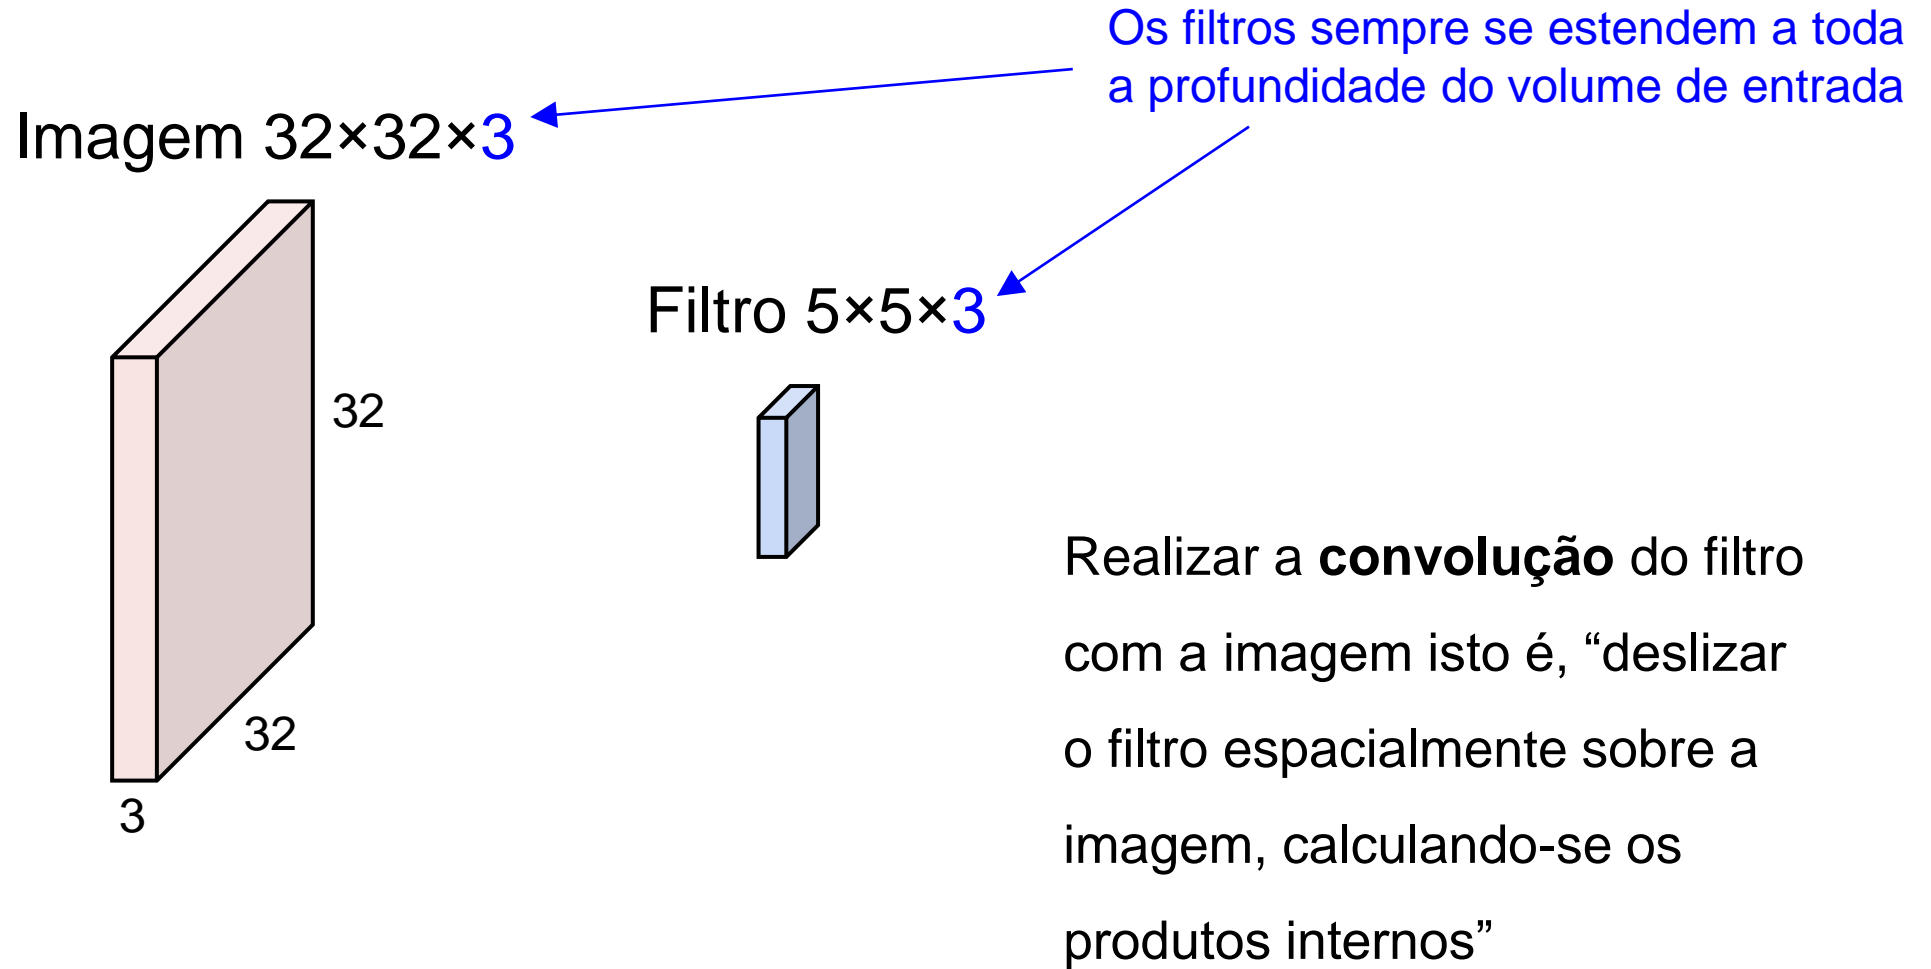 Os filtros sempre se estendem a toda
a profundidade do volume de entrada
Imagem 32×32×3
Filtro 5×5×3
32
32
3
Realizar a convolução do filtro
com a imagem isto é, “deslizar
o filtro espacialmente sobre a
imagem, calculando-se os
produtos internos”